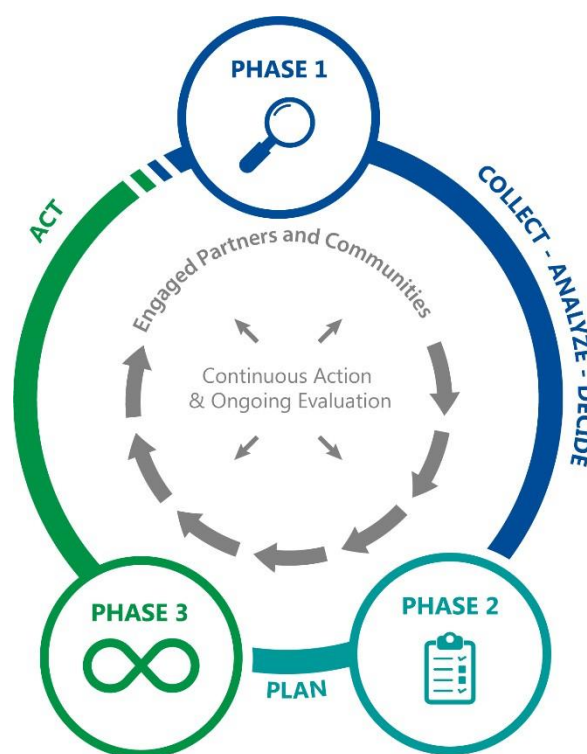 PHASE 1
COLLECT - ANALYZE - DECIDE
ACT
Engaged Partners and Communities
Continuous Action
& Ongoing Evaluation
PHASE 3
PHASE 2
PLAN